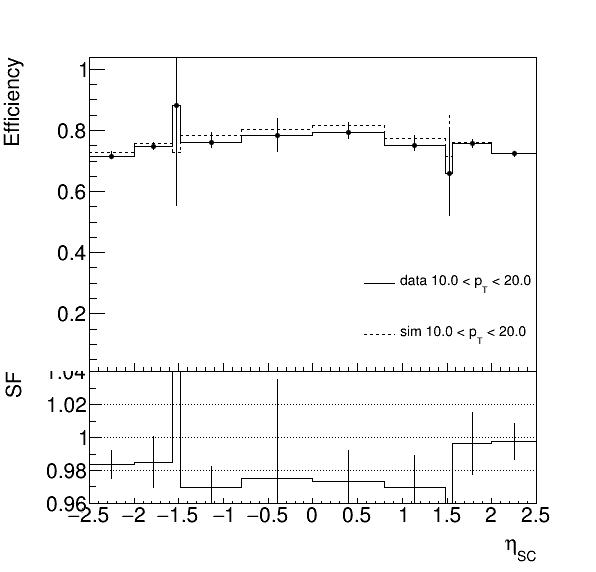 Efficiency
1
0.8
0.6
0.4
0.2
data 10.0 < p_T < 20.0
sim 10.0 < p_T < 20.0
SF
1.04
1.02
1
0.98
0.96
−2.5 −2 −1.5 −1 −0.5 0 0.5 1 1.5 2 2.5
η_SC